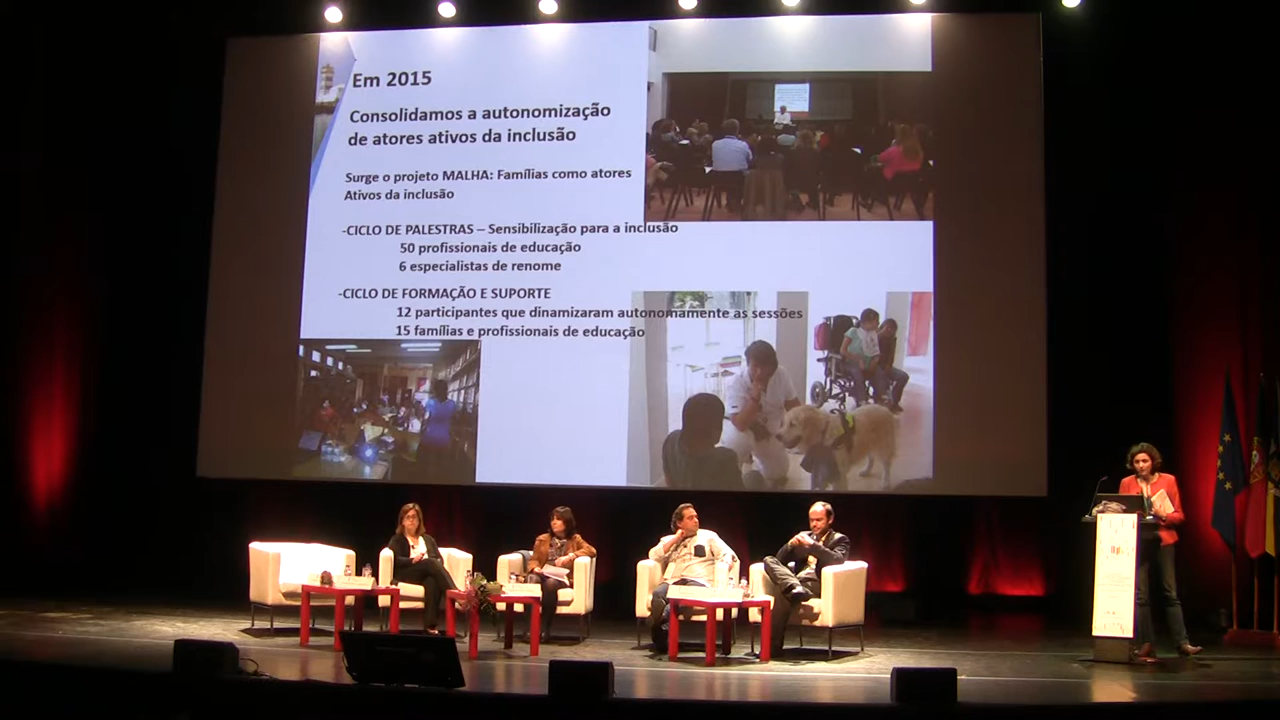 Em 2015
Consolidamos a autonomização
de atores ativos da inclusão
Surge o projeto MALHA: Famílias como atores
Ativos da inclusão
-CICLO DE PALESTRAS – Sensibilização para a inclusão
50 profissionais de educação
6 especialistas de renome
-CICLO DE FORMAÇÃO E SUPORTE
12 participantes que dinamizaram autonomamente as sessões
15 famílias e profissionais de educação